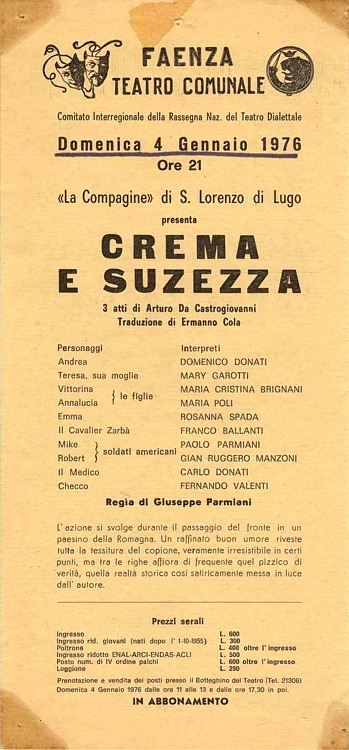 FAENZA
TEATRO COMUNALE
Comitato Interregionale della Rassegna Naz. del Teatro Dialettale
Domenica 4 Gennaio 1976
Ore 21
«La Compagine» di S. Lorenzo di Lugo
presenta
CREMA
E SUZEZZA
3 atti di Arturo Da Castrogiovanni
Traduzione di Ermanno Cola
Personaggi Interpreti
Andrea DOMENICO DONATI
Teresa, sua moglie MARY GAROTTI
Vittorina } le figlie MARIA CRISTINA BRIGNANI
Annalucia MARIA POLI
Emma ROSANNA SPADA
Il Cavalier Zarbà FRANCO BALLANTI
Mike } soldati americani PAOLO PARMIANI
Robert GIAN RUGGERO MANZONI
Il Medico CARLO DONATI
Checco FERNANDO VALENTI
Regia di Giuseppe Parmiani
L'azione si svolge durante il passaggio del fronte in un
paesino della Romagna. Un raffinato buon umore riveste
tutta la tessitura del copione, veramente irresistibile in certi
punti, ma tra le righe affiora di frequente quel pizzico di
verità, quella realtà storica così satiricamente messa in luce
dall'autore.
Prezzi serali
Ingresso L. 600
Ingresso rid. giovani (nati dopo l'1-10-1955) L. 300
Poltrona L. 400 oltre l'ingresso
Ingresso ridotto ENAL-ARCI-ENDAS-ACLI L. 500
Posto num. di IV ordine palchi L. 600 oltre l'ingresso
Loggione L. 250
Prenotazione e vendita dei posti presso il Botteghino del Teatro (Tel. 21306)
Domenica 4 Gennaio 1976 dalle ore 11 alle 13 e dalle ore 17,30 in poi.
IN ABBONAMENTO